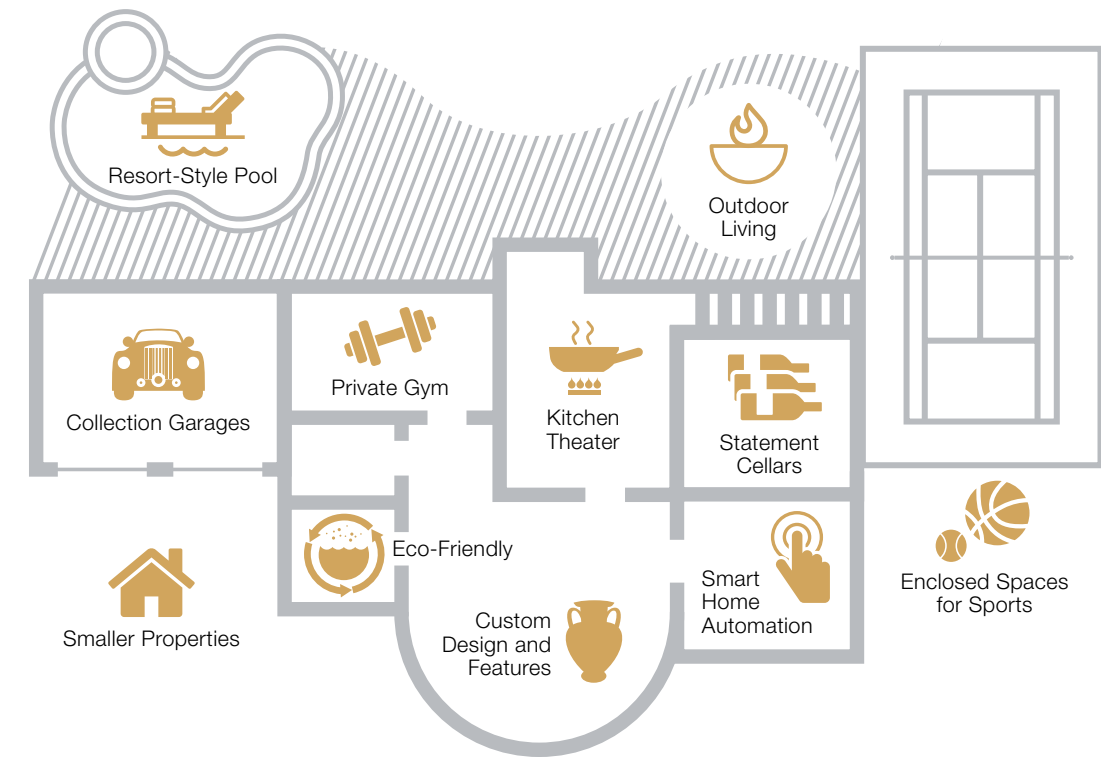 Resort-Style Pool
Outdoor
Living
Private Gym
Collection Garages
Kitchen
Theater
Statement
Cellars
Eco-Friendly
Smart
Home
Automation
Enclosed Spaces
for Sports
Smaller Properties
Custom
Design and
Features